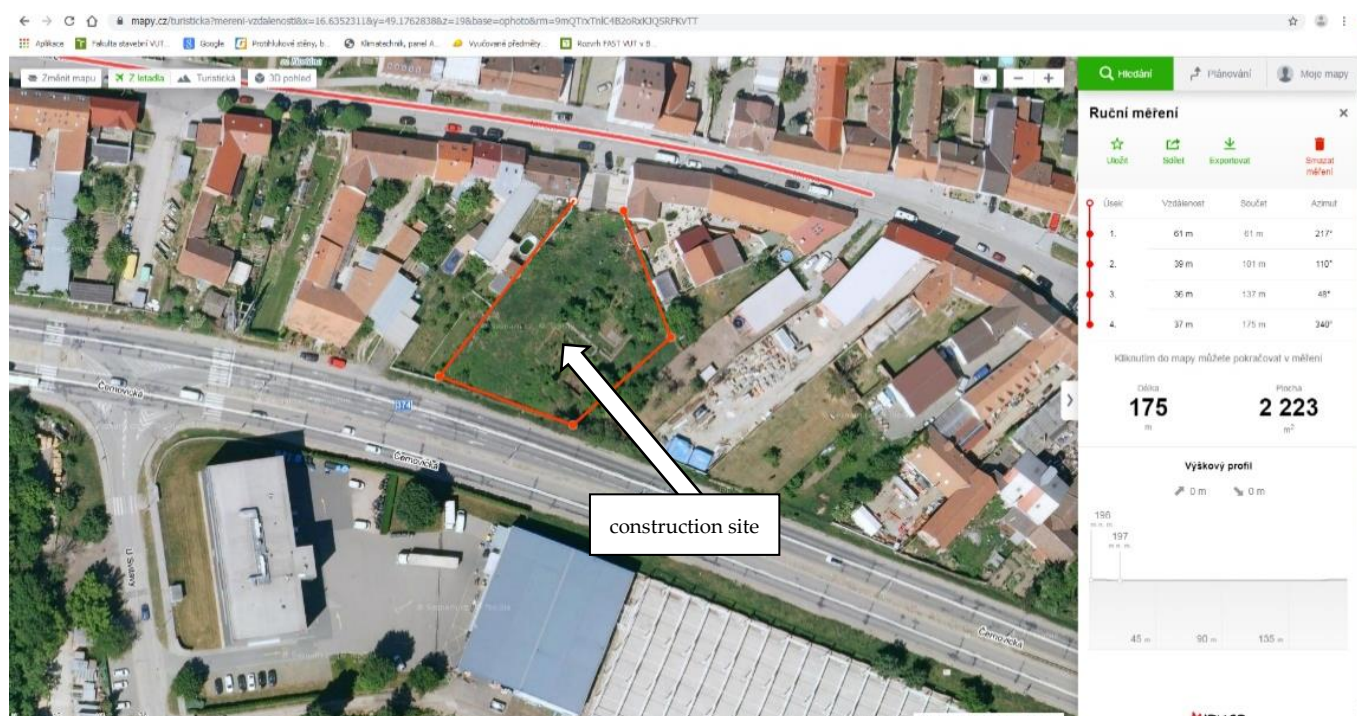 mapy.cz/turisticka?mereni-vzdalenosti&x=16.6352311&y=49.1762838&z=19&base=ophoto&rm=9mQTrxTnlC4B2oRxKJQSRFKVTT
Aplikace Fakulta stavební VUT... Google Protihlukové stěny, b... Klimatechnik, panel A... Vyučované předměty... Rozvrh FAST VUT v B...
Změnit mapu Z letadla Turistická 3D pohled
Hledání Plánování Moje mapy
Ruční měření
Uložit Sdílet Exportovat Smazat
měření
Úsek Vzdálenost Součet Azimut
1. 61 m 61 m 217°
2. 39 m 101 m 110°
3. 36 m 137 m 48°
4. 37 m 175 m 340°
Kliknutím do mapy můžete pokračovat v měření
Délka Plocha
175 2 223
m m²
Výškový profil
0 m 0 m
196
m n. m.
197
m n. m.
45 m 90 m 135 m
Černovická
374
Černovická
construction site
U Svitavy
Černovická